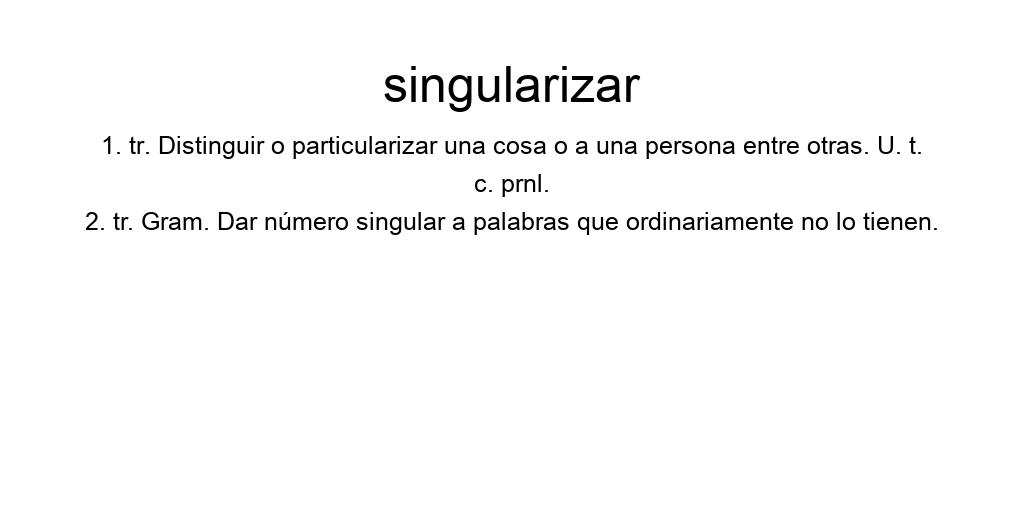 singularizar
1. tr. Distinguir o particularizar una cosa o a una persona entre otras. U. t.
c. prnl.
2. tr. Gram. Dar número singular a palabras que ordinariamente no lo tienen.